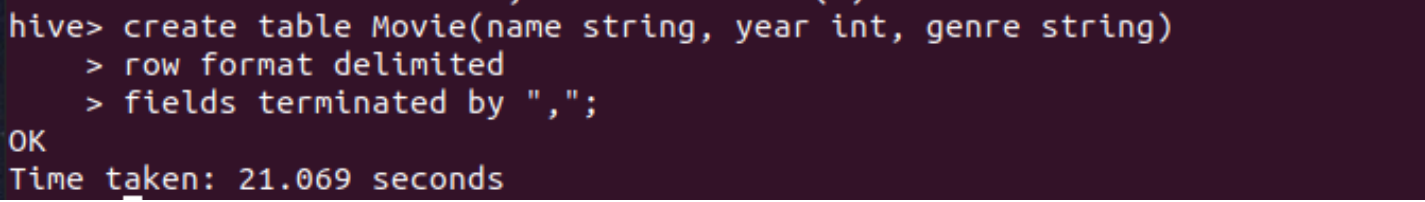 hive> create table Movie(name string, year int, genre string)
    > row format delimited
    > fields terminated by ",";
OK
Time taken: 21.069 seconds